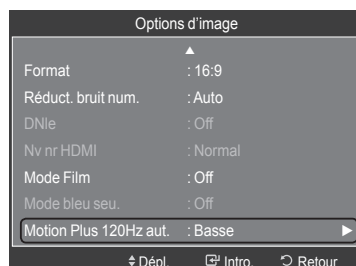 Options d’image
Format : 16:9
Réduct. bruit num. : Auto
DNIe : Off
Nv nr HDMI : Normal
Mode Film : Off
Mode bleu seu. : Off
Motion Plus 120Hz aut. : Basse
Dépl. Intro. Retour